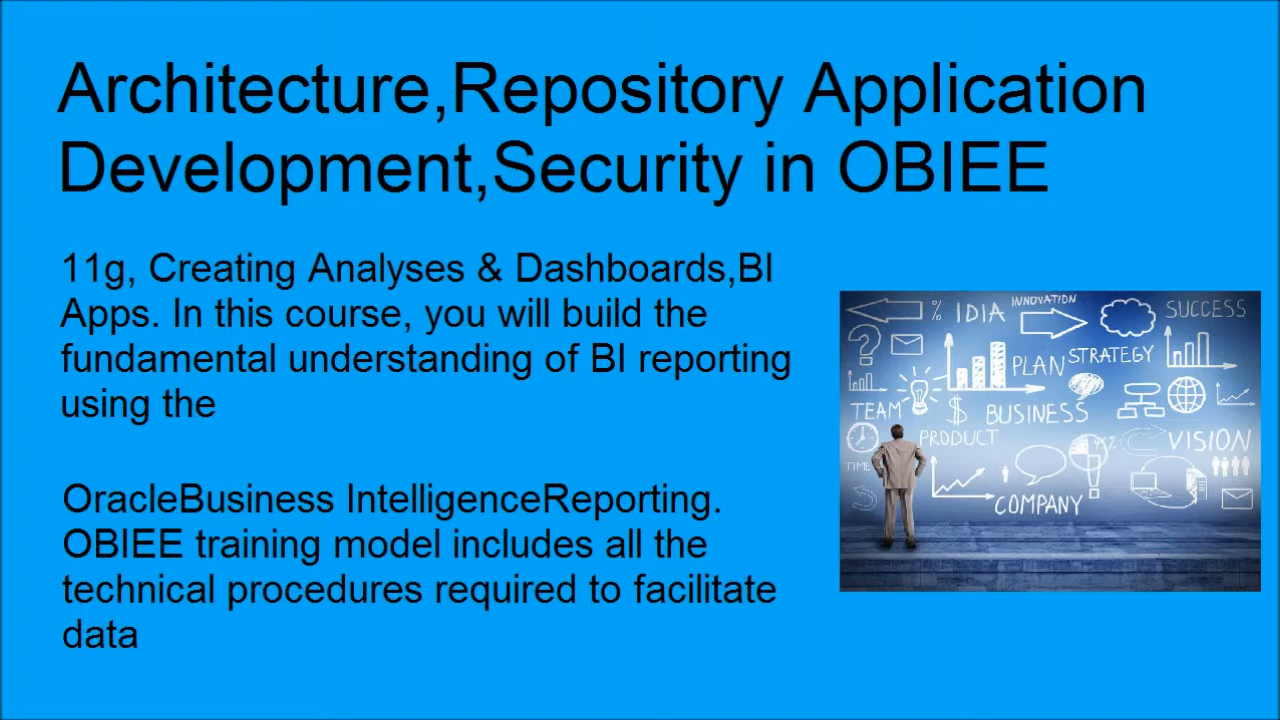 Architecture,Repository Application
Development,Security in OBIEE
11g, Creating Analyses & Dashboards,BI
Apps. In this course, you will build the
fundamental understanding of BI reporting
using the
OracleBusiness IntelligenceReporting.
OBIEE training model includes all the
technical procedures required to facilitate
data
% IDIA INNOVATION SUCCESS
PLAN STRATEGY
TEAM $ BUSINESS
PRODUCT VISION
TIME
COMPANY